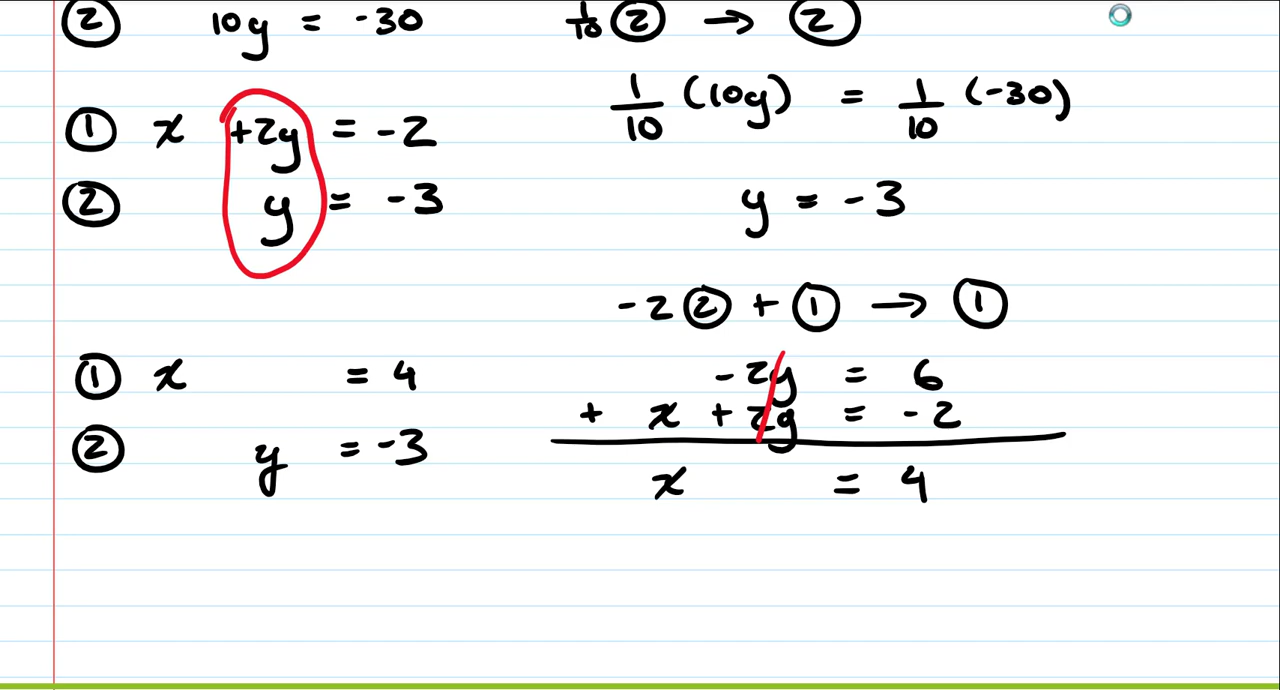 ② 10y = -30 1/10 ② → ②
1/10 (10y) = 1/10 (-30)
① x +2y = -2
② y = -3 y = -3
-2② + ① → ①
① x = 4 -2y = 6
+ x + 2y = -2
② y = -3
x = 4